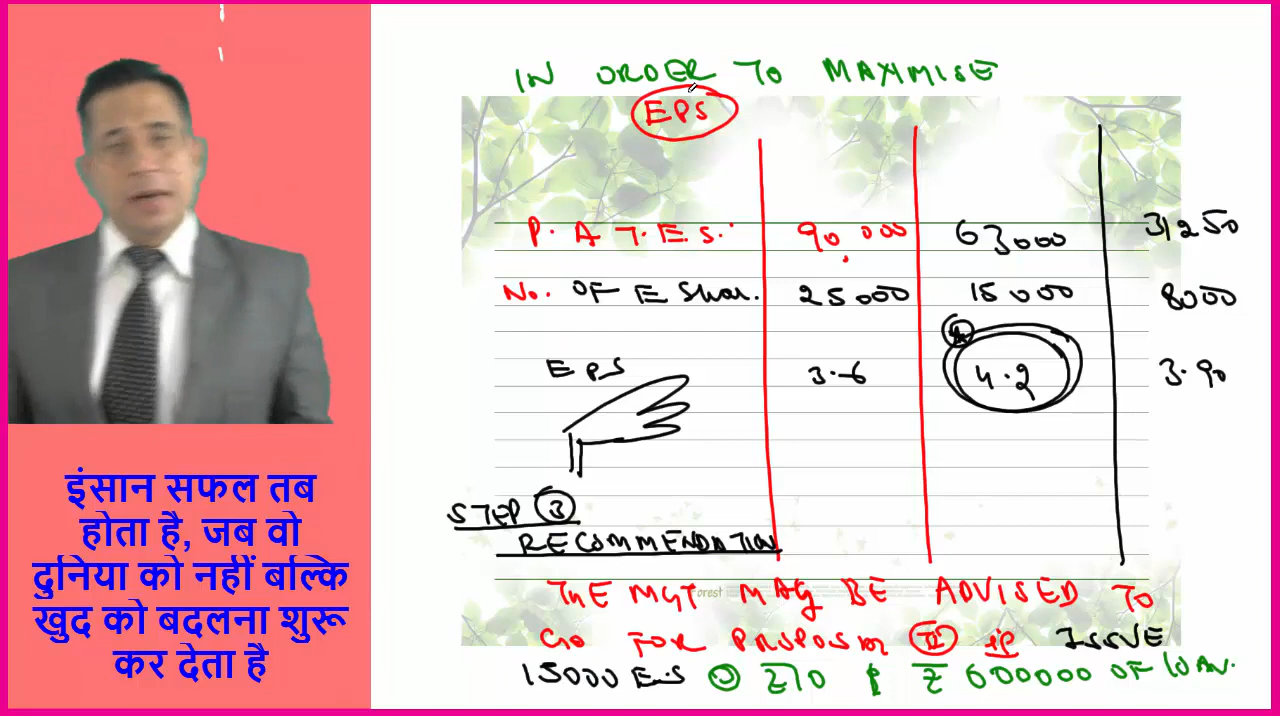 इंसान सफल तब
होता है, जब वो
दुनिया को नहीं बल्कि
खुद को बदलना शुरू
कर देता है
IN ORDER TO MAXIMISE
EPS
P. A T. E. S. 90,000 63000 31250
No. OF E Shar. 25000 15000 8000
EPS 3.6 4.2 3.90
STEP 3
RECOMMENDATION
THE MGT MAY BE ADVISED TO
GO FOR PROPOSAL II ie ISSUE
15000 E.S @ ₹70 & ₹ 600000 OF LOAN.